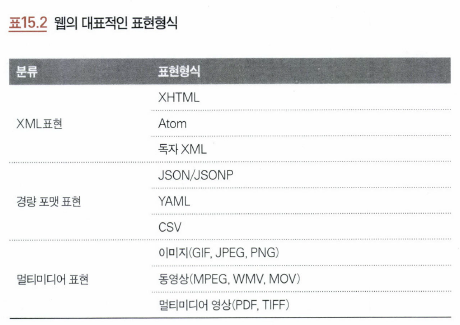 표15.2 웹의 대표적인 표현형식
분류 표현형식
XML표현
XHTML
Atom
독자 XML
경량 포맷 표현
JSON/JSONP
YAML
CSV
멀티미디어 표현
이미지(GIF, JPEG, PNG)
동영상(MPEG, WMV, MOV)
멀티미디어 영상(PDF, TIFF)